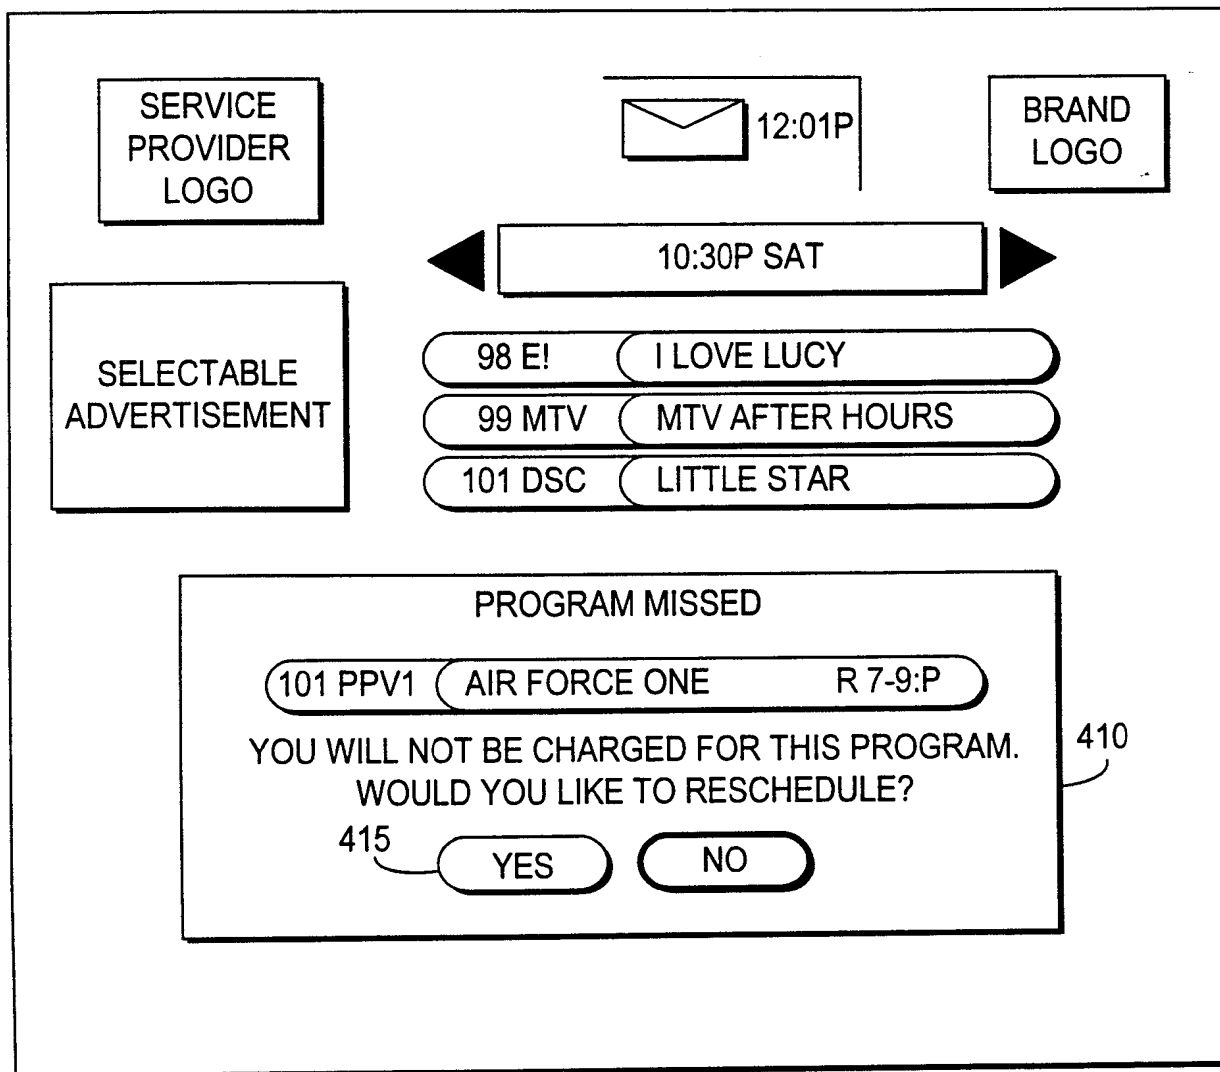 SERVICE
PROVIDER
LOGO
12:01P
BRAND
LOGO
10:30P SAT
SELECTABLE
ADVERTISEMENT
98 E! I LOVE LUCY
99 MTV MTV AFTER HOURS
101 DSC LITTLE STAR
PROGRAM MISSED
101 PPV1 AIR FORCE ONE R 7-9:P
YOU WILL NOT BE CHARGED FOR THIS PROGRAM.
WOULD YOU LIKE TO RESCHEDULE?
410
415
YES NO